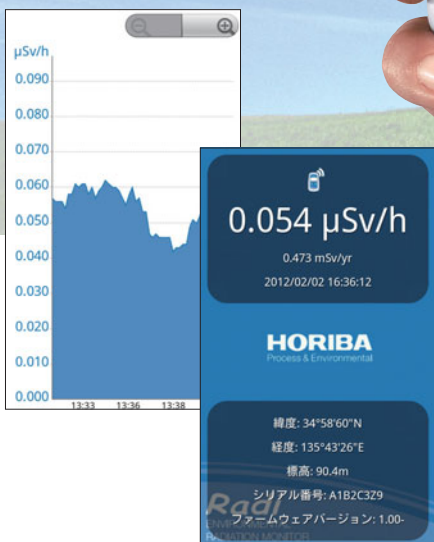 μSv/h
0.090
0.080
0.070
0.060
0.050
0.040
0.030
0.020
0.010
0.000
13:33 13:36 13:38
0.054 μSv/h
0.473 mSv/yr
2012/02/02 16:36:12
HORIBA
Process & Environmental
緯度: 34°58'60"N
経度: 135°43'26"E
標高: 90.4m
シリアル番号: A1B2C3Z9
ファームウェアバージョン: 1.00-
Radi
ENVIRONMENTAL
RADIATION MONITOR